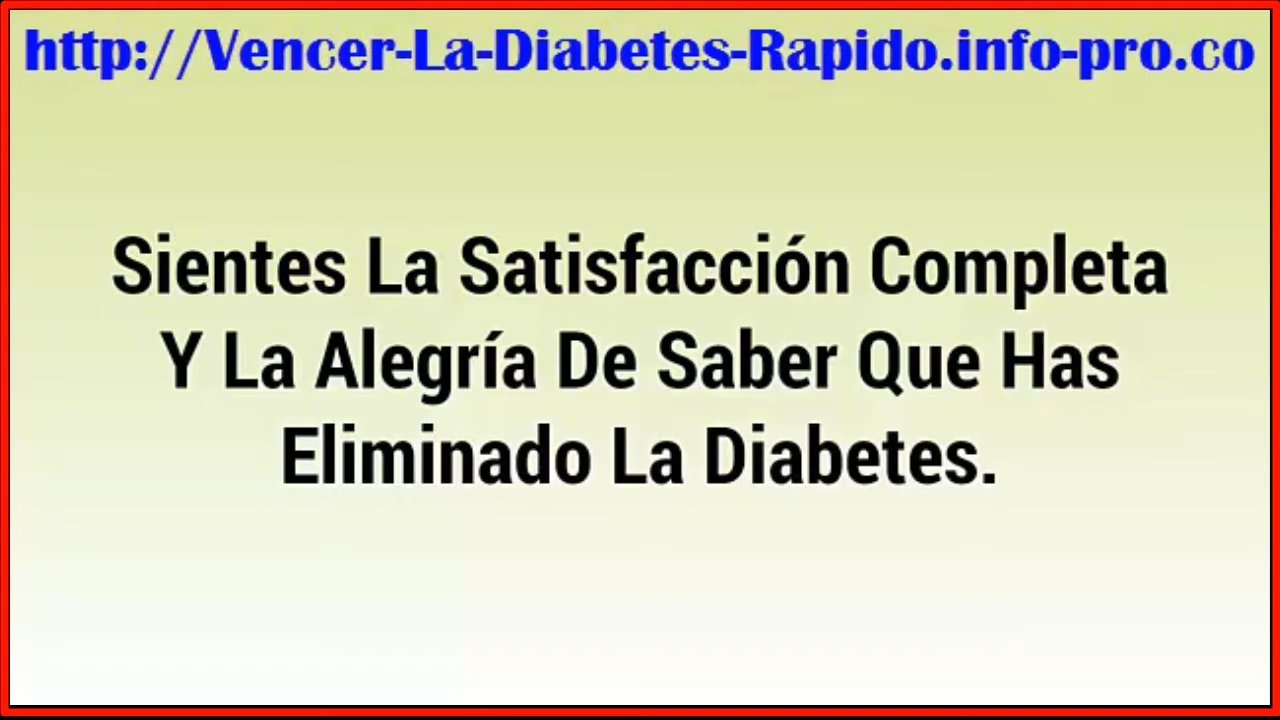 http://Vencer-La-Diabetes-Rapido.info-pro.co
Sientes La Satisfacción Completa
Y La Alegría De Saber Que Has
Eliminado La Diabetes.